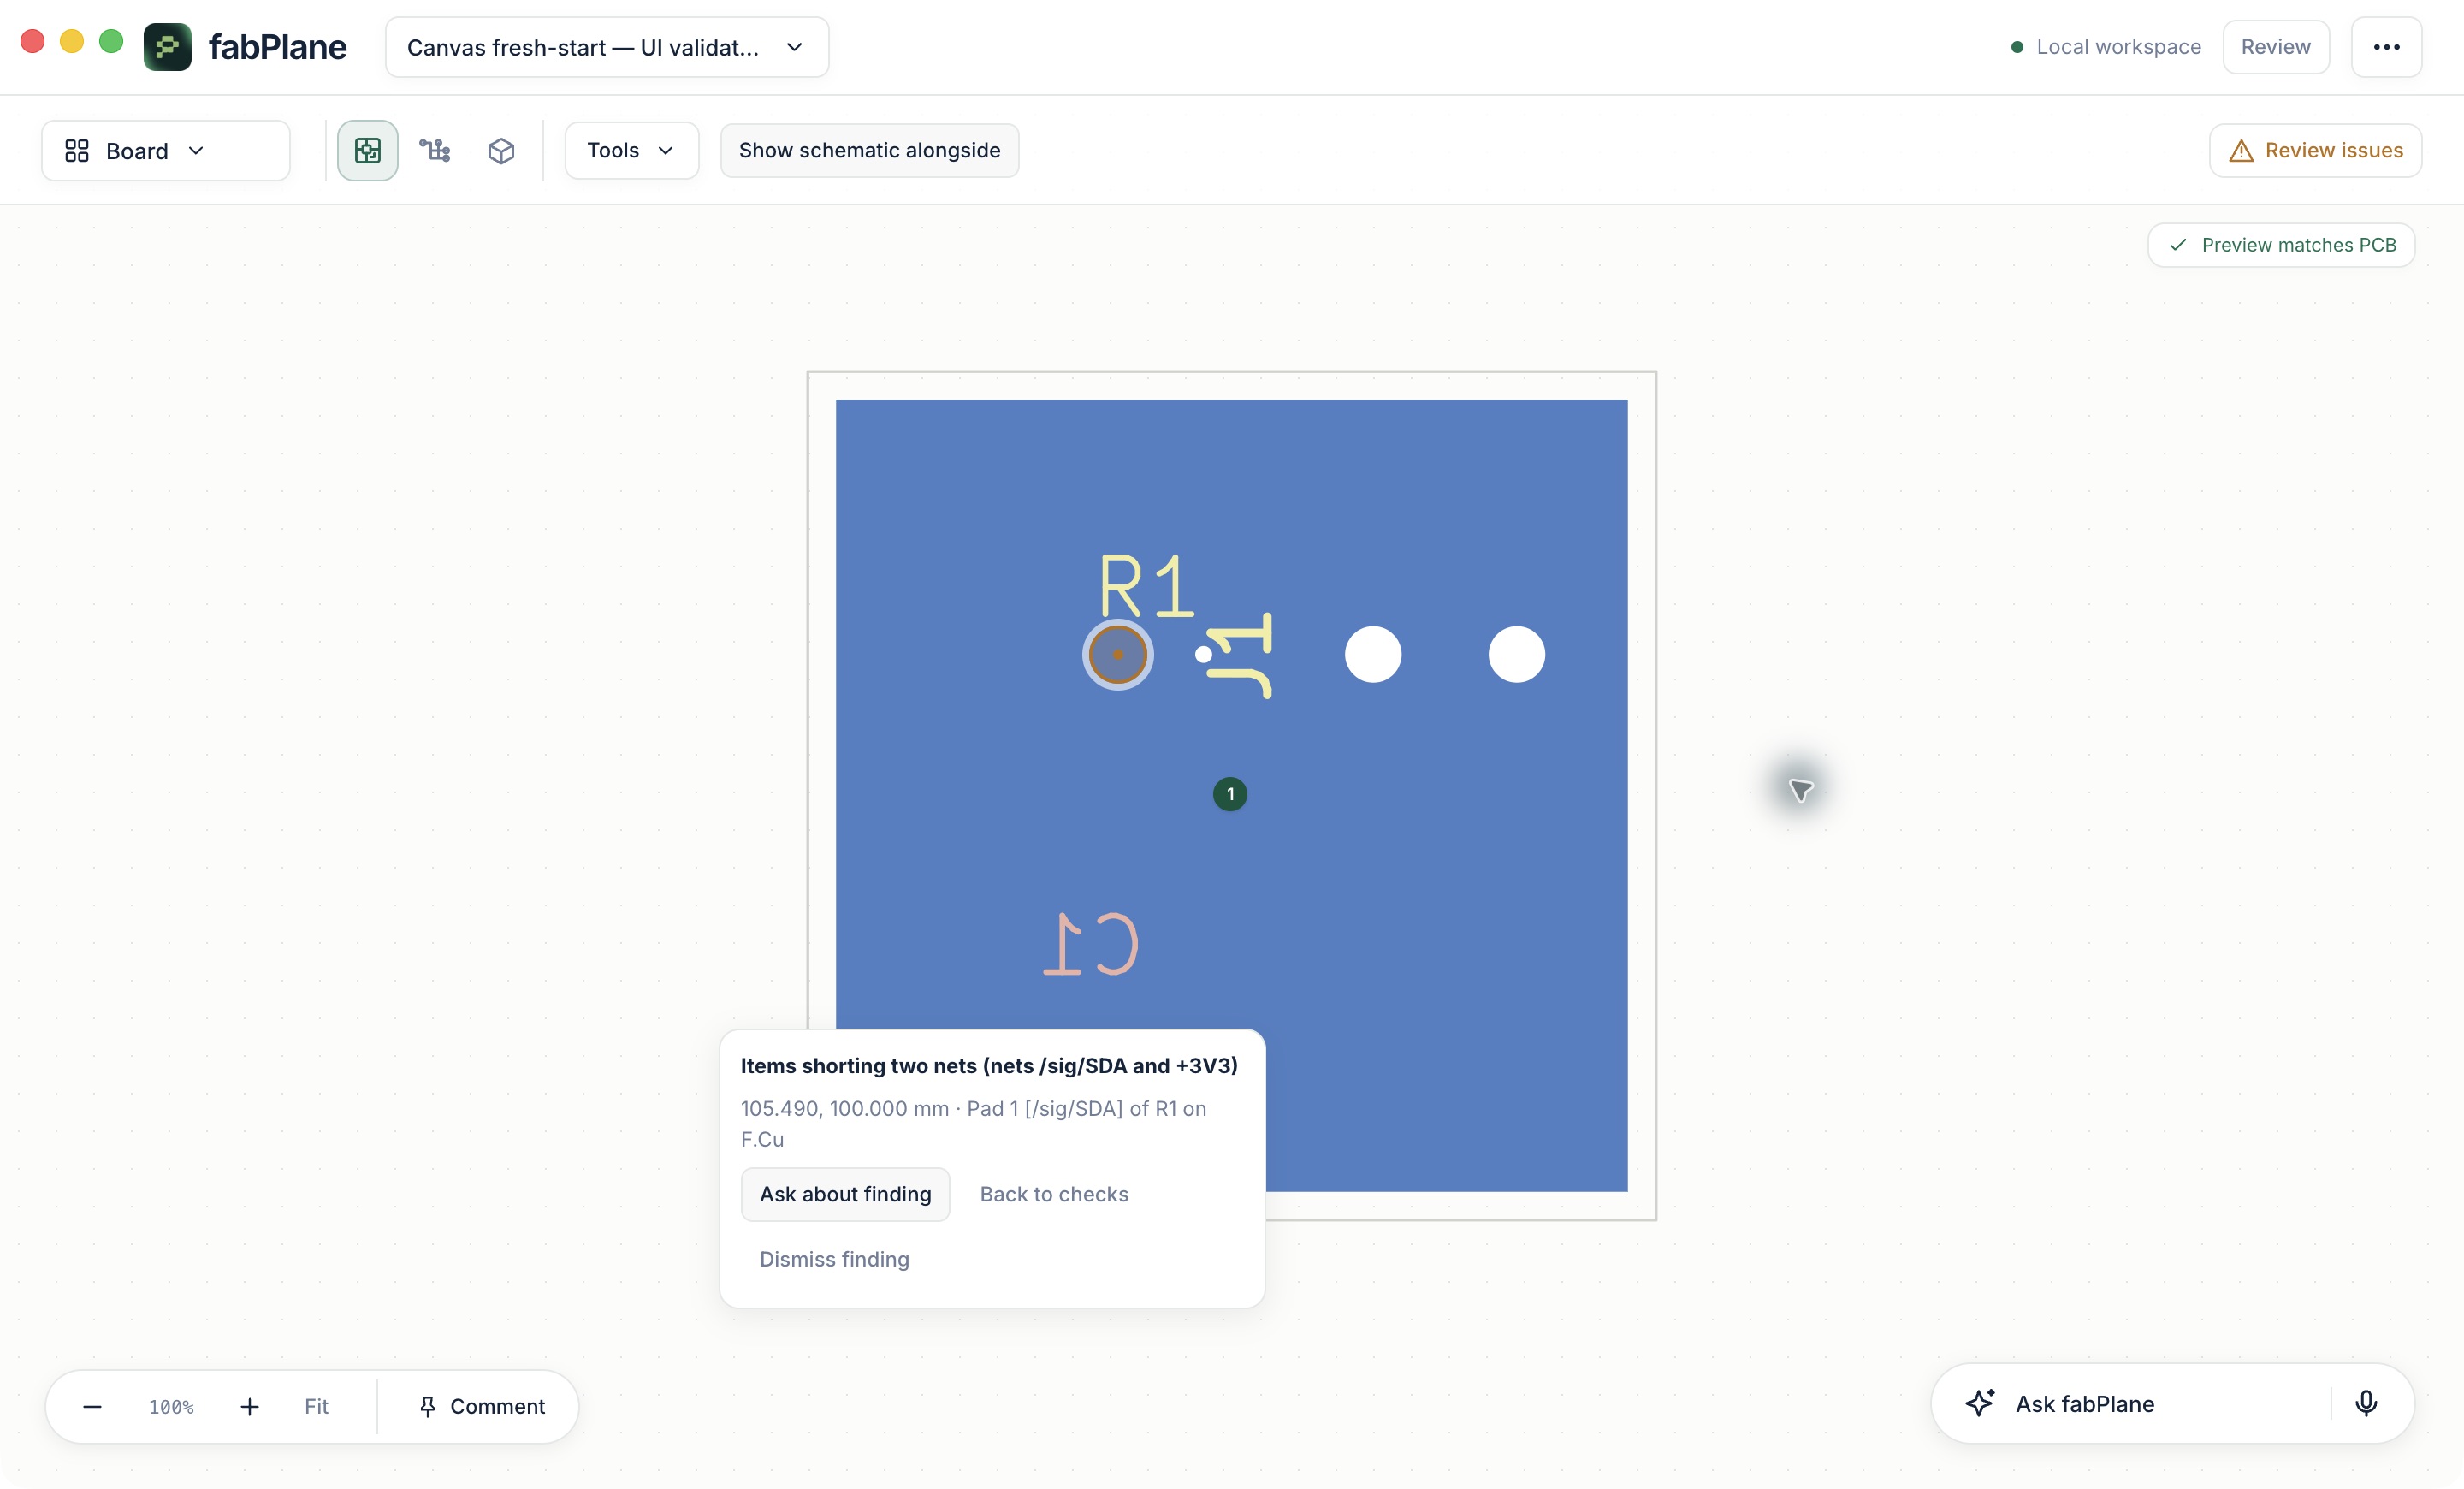 fabPlane
Canvas fresh-start — UI validat...
Local workspace
Review
Board
Tools
Show schematic alongside
Review issues
Preview matches PCB
R1
J1
1
C1
Items shorting two nets (nets /sig/SDA and +3V3)
105.490, 100.000 mm · Pad 1 [/sig/SDA] of R1 on
F.Cu
Ask about finding
Back to checks
Dismiss finding
100%
Fit
Comment
Ask fabPlane